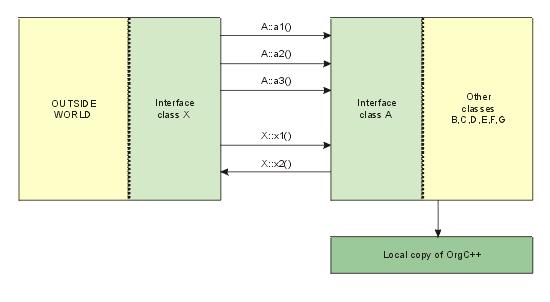 OUTSIDE
WORLD
Interface
class X
A::a1()
A::a2()
A::a3()
X::x1()
X::x2()
Interface
class A
Other
classes
B,C,D,E,F,G
Local copy of OrgC++